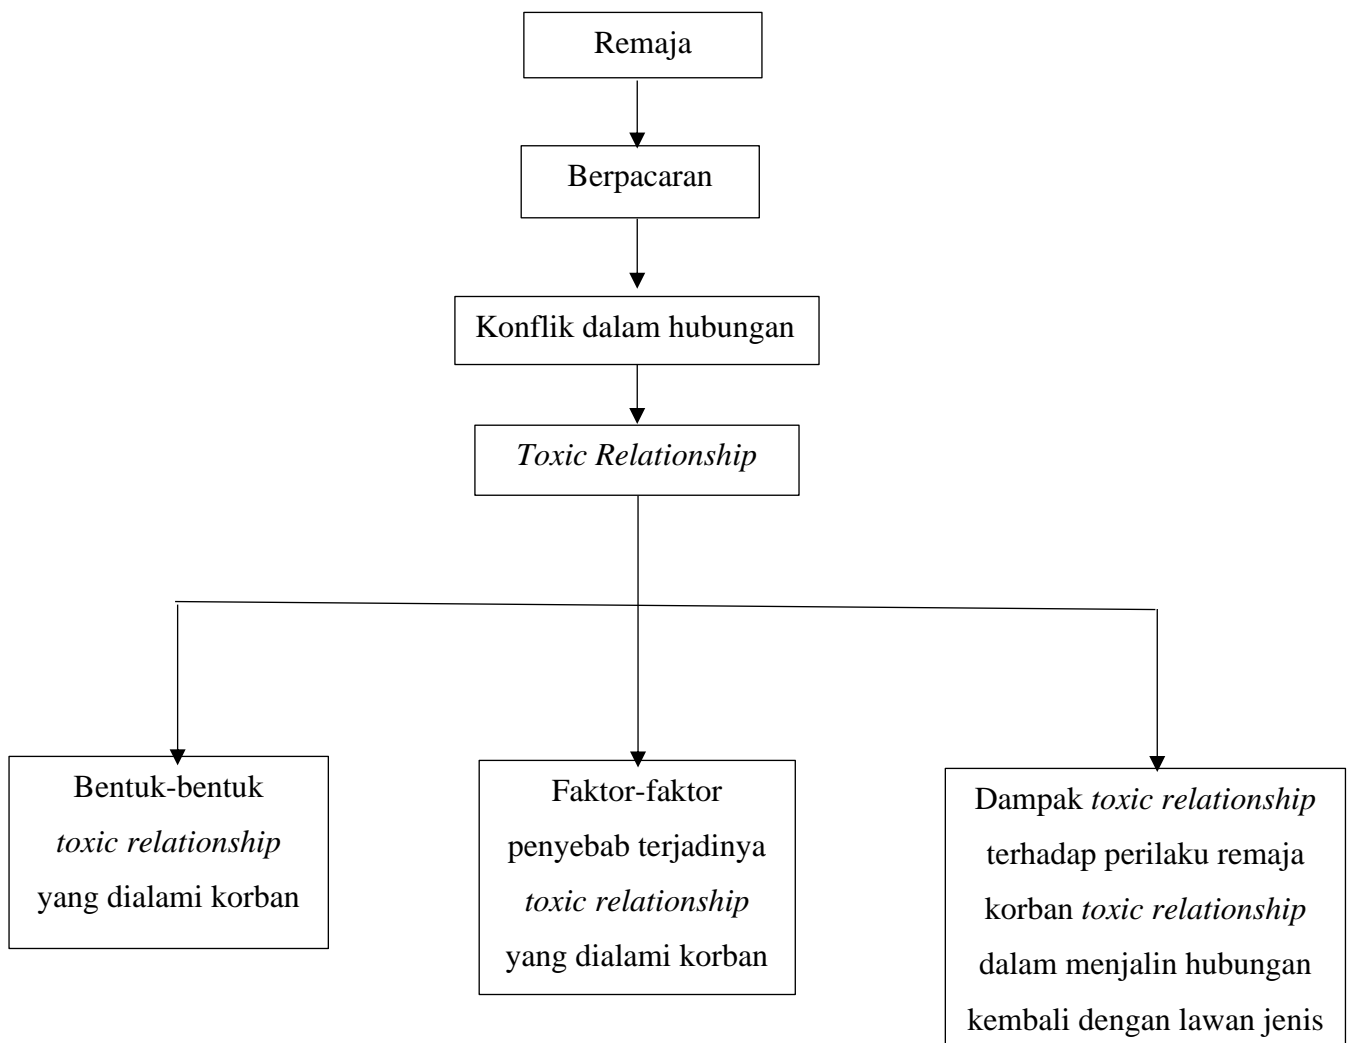 Remaja
Berpacaran
Konflik dalam hubungan
Toxic Relationship
Bentuk-bentuk
toxic relationship
yang dialami korban
Faktor-faktor
penyebab terjadinya
toxic relationship
yang dialami korban
Dampak toxic relationship
terhadap perilaku remaja
korban toxic relationship
dalam menjalin hubungan
kembali dengan lawan jenis